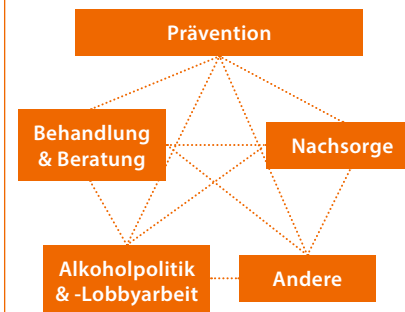 Prävention
Behandlung
& Beratung
Nachsorge
Alkoholpolitik
& -Lobbyarbeit
Andere